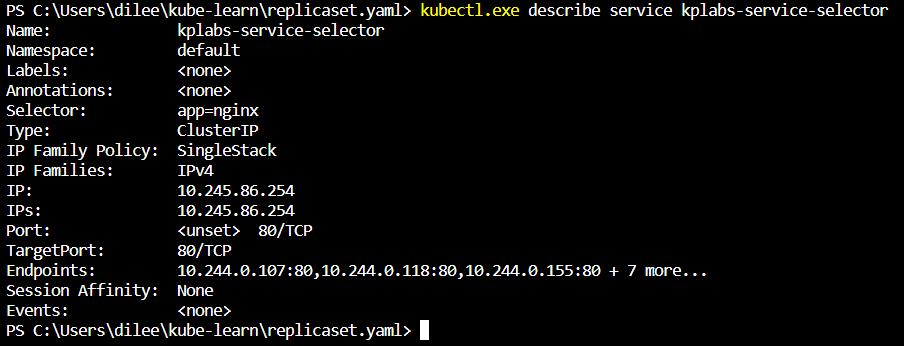 PS C:\Users\dilee\kube-learn\replicaset.yaml> kubectl.exe describe service kplabs-service-selector
Name:              kplabs-service-selector
Namespace:         default
Labels:            <none>
Annotations:       <none>
Selector:          app=nginx
Type:              ClusterIP
IP Family Policy:  SingleStack
IP Families:       IPv4
IP:                10.245.86.254
IPs:               10.245.86.254
Port:              <unset>  80/TCP
TargetPort:        80/TCP
Endpoints:         10.244.0.107:80,10.244.0.118:80,10.244.0.155:80 + 7 more...
Session Affinity:  None
Events:            <none>
PS C:\Users\dilee\kube-learn\replicaset.yaml>